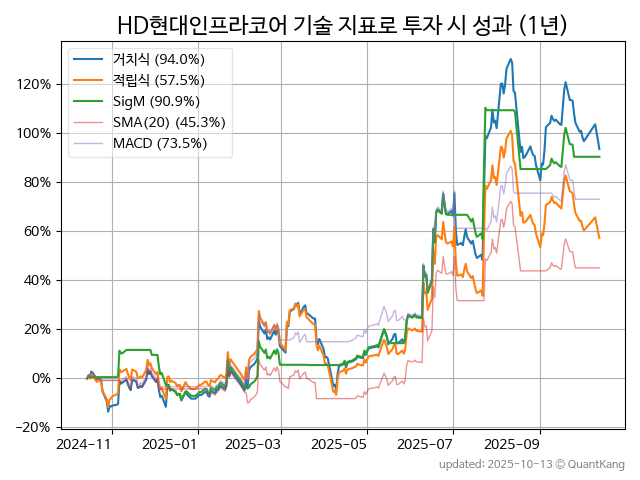 HD현대인프라코어 기술 지표로 투자 시 성과 (1년)
거치식 (94.0%)
적립식 (57.5%)
SigM (90.9%)
SMA(20) (45.3%)
MACD (73.5%)
120%
100%
80%
60%
40%
20%
0%
−20%
2024-11 2025-01 2025-03 2025-05 2025-07 2025-09
updated: 2025-10-13 ⓒ QuantKang